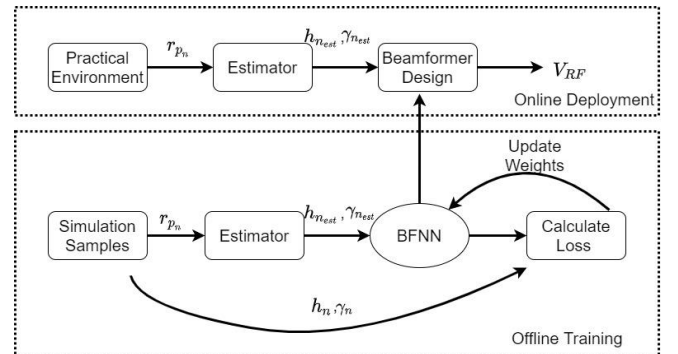 Practical
Environment
r_{p_n}
Estimator
h_{n_{est}}, γ_{n_{est}}
Beamformer
Design
V_{RF}
Online Deployment
Update
Weights
Simulation
Samples
r_{p_n}
Estimator
h_{n_{est}}, γ_{n_{est}}
BFNN
Calculate
Loss
h_n, γ_n
Offline Training